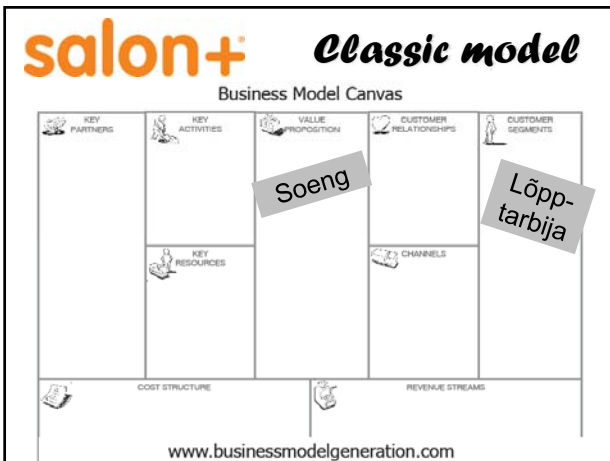 salon+ Classic model
Business Model Canvas
KEY
PARTNERS
KEY
ACTIVITIES
VALUE
PROPOSITION
CUSTOMER
RELATIONSHIPS
CUSTOMER
SEGMENTS
Soeng
Lõpp-
tarbija
KEY
RESOURCES
CHANNELS
COST STRUCTURE
REVENUE STREAMS
www.businessmodelgeneration.com